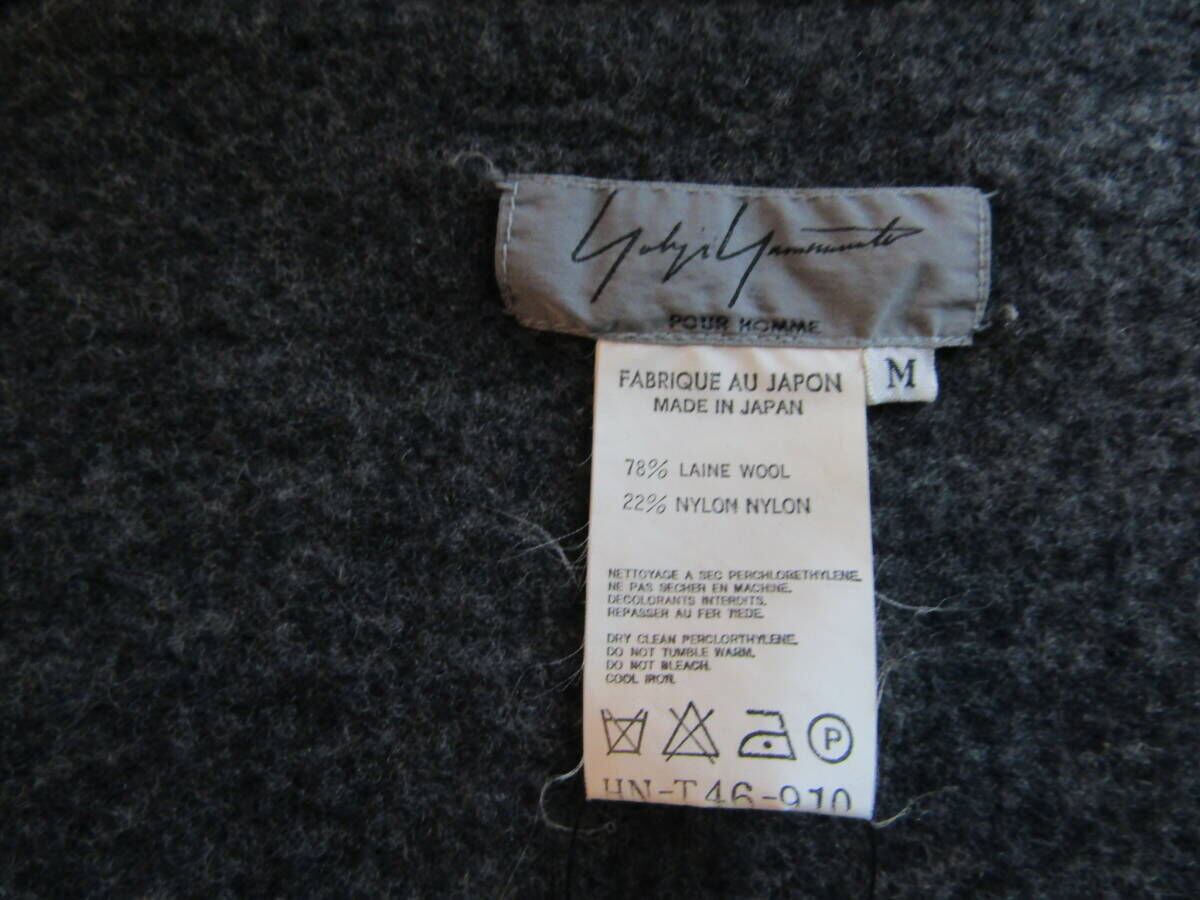 Yohji Yamamoto
POUR HOMME
M
FABRIQUE AU JAPON
MADE IN JAPAN
78% LAINE WOOL
22% NYLON NYLON
NETTOYAGE A SEC PERCHLORETHYLENE.
NE PAS SECHER EN MACHINE.
DECOLORANTS INTERDITS.
REPASSER AU FER TIEDE.
DRY CLEAN PERCLORTHYLENE.
DO NOT TUMBLE WARM.
DO NOT BLEACH.
COOL IRON.
P
HN-T46-910